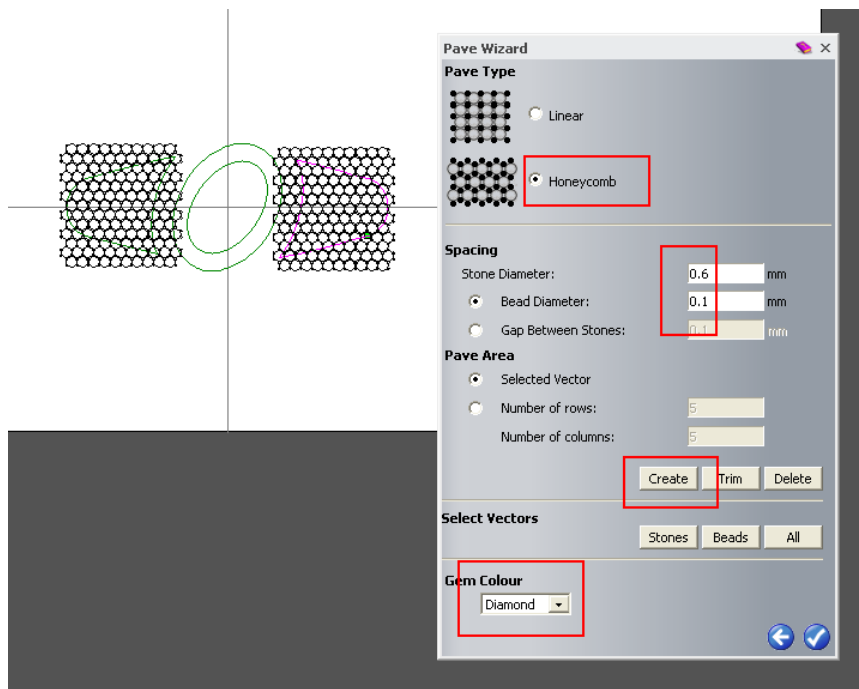 Pave Wizard
Pave Type
Linear
Honeycomb
Spacing
Stone Diameter: 0.6 mm
Bead Diameter: 0.1 mm
Gap Between Stones: 0.1 mm
Pave Area
Selected Vector
Number of rows: 5
Number of columns: 5
Create Trim Delete
Select Vectors
Stones Beads All
Gem Colour
Diamond